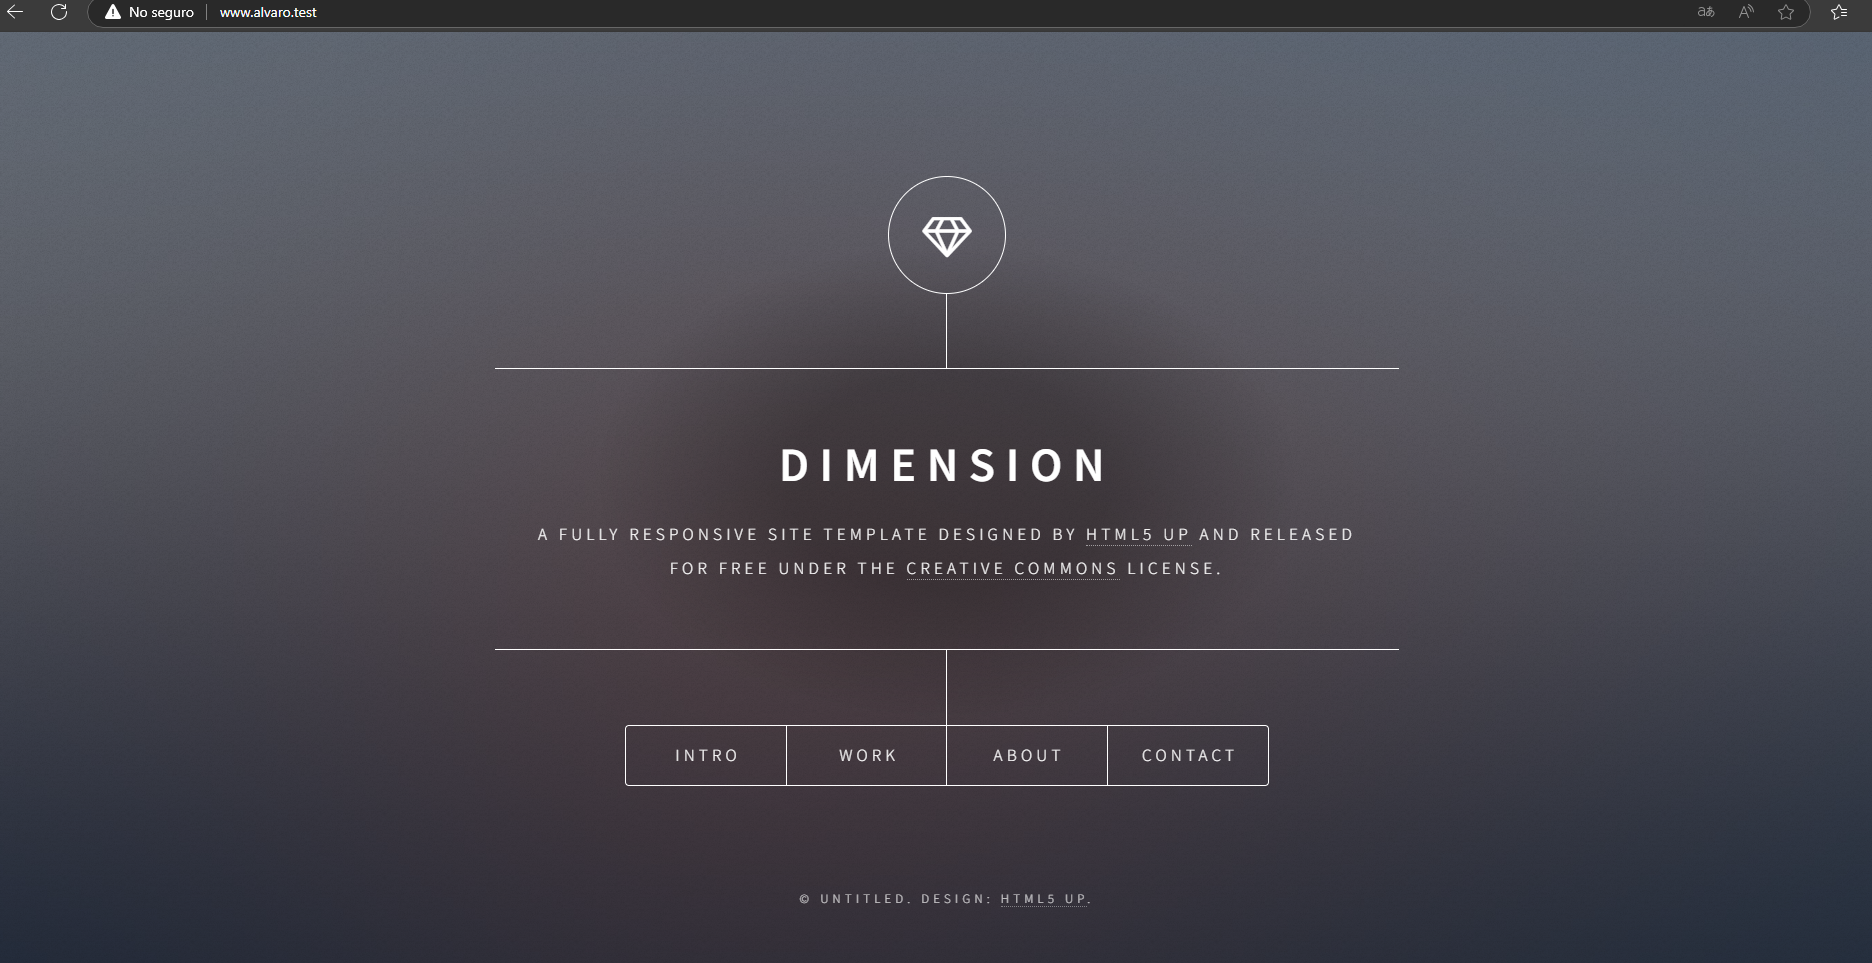 No seguro www.alvaro.test
DIMENSION
A FULLY RESPONSIVE SITE TEMPLATE DESIGNED BY HTML5 UP AND RELEASED
FOR FREE UNDER THE CREATIVE COMMONS LICENSE.
INTRO WORK ABOUT CONTACT
© UNTITLED. DESIGN: HTML5 UP.